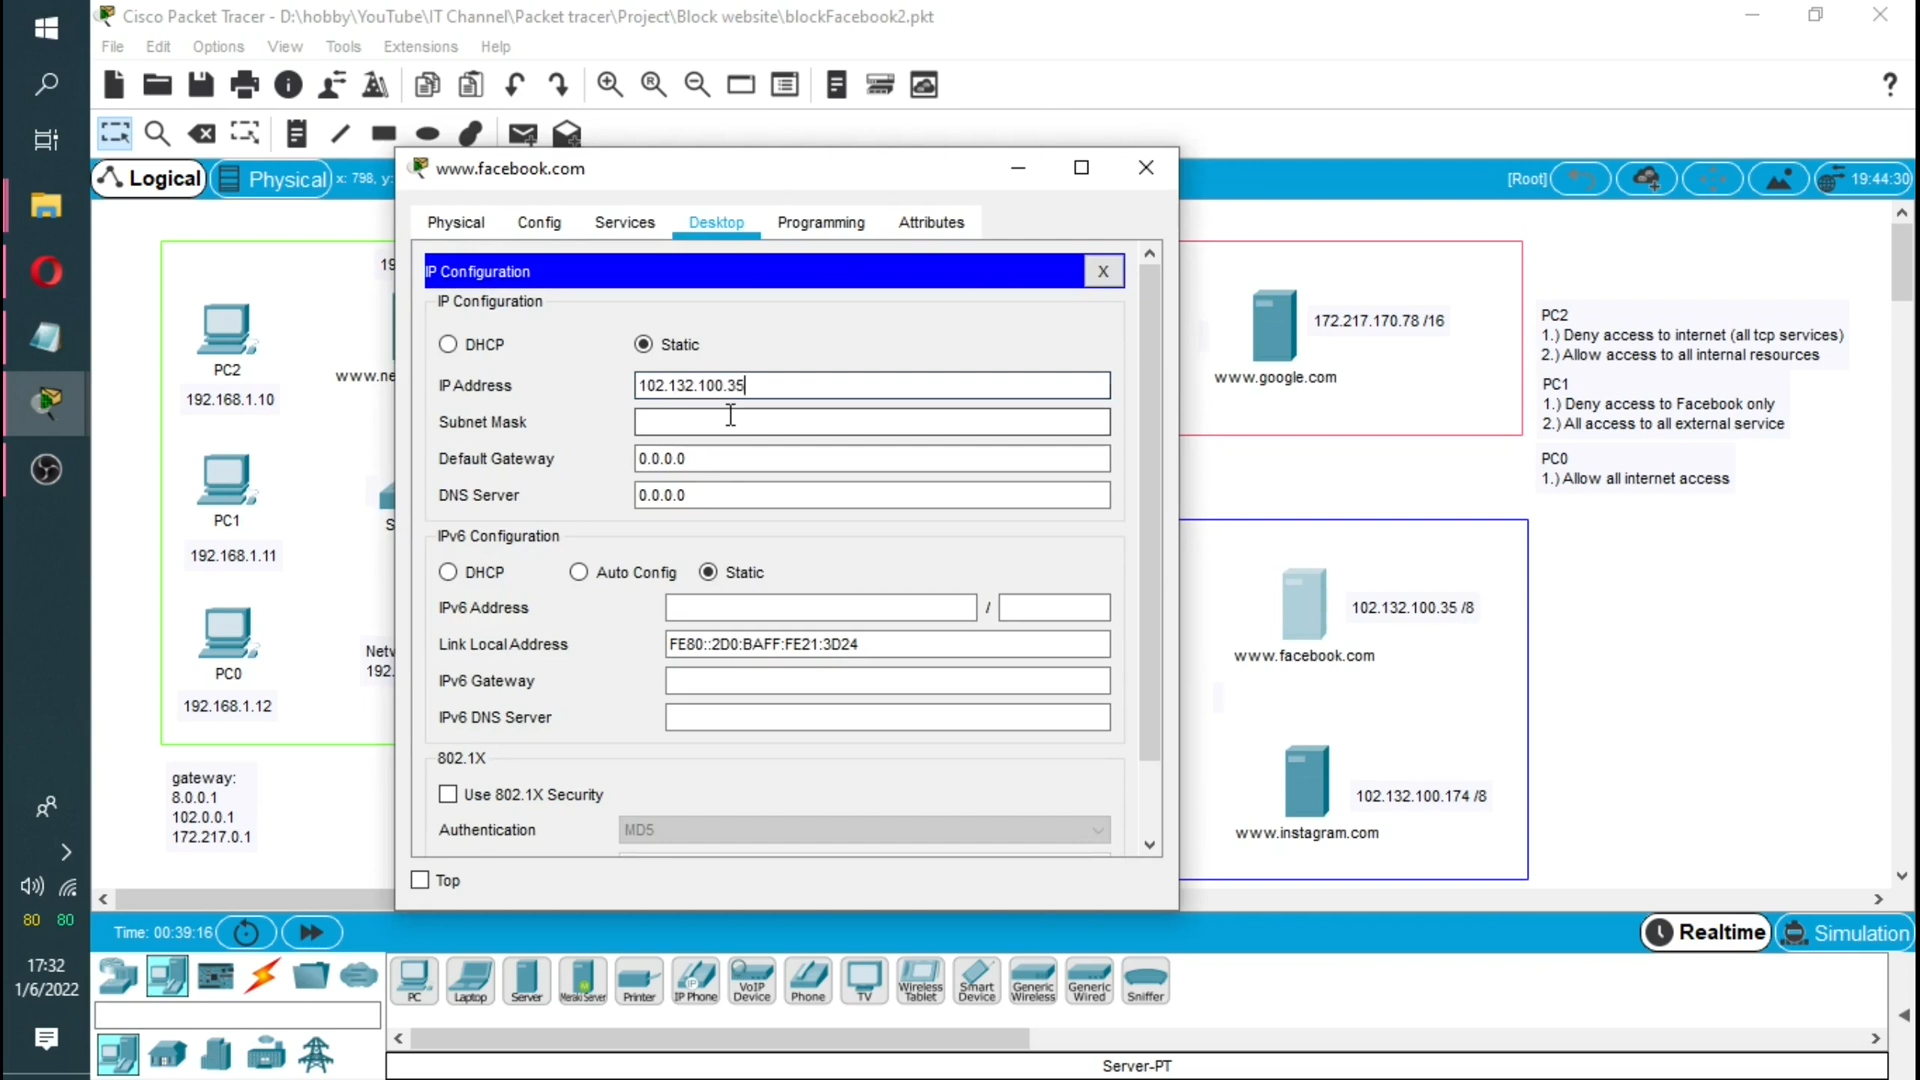 Cisco Packet Tracer - D:\hobby\YouTube\IT Channel\Packet tracer\Project\Block website\blockFacebook2.pkt
File Edit Options View Tools Extensions Help
?
Logical Physical x: 798, y: [Root] 19:44:30
www.facebook.com
Physical Config Services Desktop Programming Attributes
IP Configuration X
IP Configuration
DHCP Static
IP Address 102.132.100.35
Subnet Mask
Default Gateway 0.0.0.0
DNS Server 0.0.0.0
IPv6 Configuration
DHCP Auto Config Static
IPv6 Address /
Link Local Address FE80::2D0:BAFF:FE21:3D24
IPv6 Gateway
IPv6 DNS Server
802.1X
Use 802.1X Security
Authentication MD5
Top
19
PC2
192.168.1.10
www.ne
PC1
192.168.1.11
S
PC0
192.168.1.12
Netw
192.
gateway:
8.0.0.1
102.0.0.1
172.217.0.1
172.217.170.78 /16
www.google.com
PC2
1.) Deny access to internet (all tcp services)
2.) Allow access to all internal resources
PC1
1.) Deny access to Facebook only
2.) All access to all external service
PC0
1.) Allow all internet access
102.132.100.35 /8
www.facebook.com
102.132.100.174 /8
www.instagram.com
Time: 00:39:16 Realtime Simulation
PC Laptop Server Meraki Server Printer IP Phone VoIP Device Phone TV Wireless Tablet Smart Device Generic Wireless Generic Wired Sniffer
Server-PT
80 80
17:32
1/6/2022